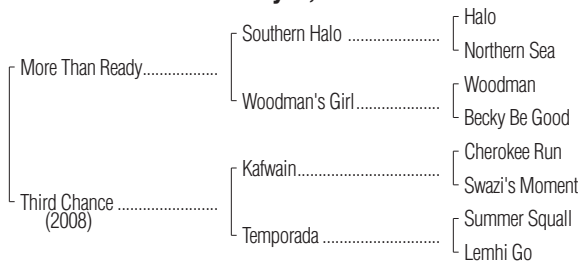 Halo
Southern Halo ..................
Northern Sea
More Than Ready..................
Woodman
Woodman's Girl ..................
Becky Be Good
Cherokee Run
Kafwain..............................
Swazi's Moment
Third Chance ........................
(2008)
Summer Squall
Temporada .........................
Lemhi Go